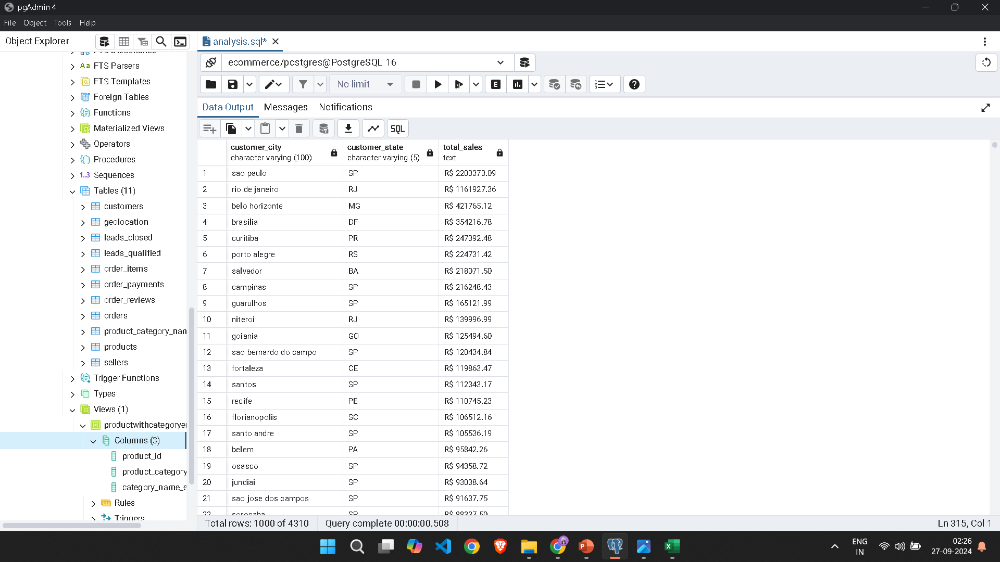 pgAdmin 4
File Object Tools Help
Object Explorer
analysis.sql*
ecommerce/postgres@PostgreSQL 16
No limit
Data Output Messages Notifications
SQL
FTS Dictionaries
Aa FTS Parsers
FTS Templates
Foreign Tables
Functions
Materialized Views
Operators
Procedures
1..3 Sequences
Tables (11)
customers
geolocation
leads_closed
leads_qualified
order_items
order_payments
order_reviews
orders
product_category_nan
products
sellers
Trigger Functions
Types
Views (1)
productwithcategoryer
Columns (3)
product_id
product_category
category_name_e
Rules
Triggers
customer_city customer_state total_sales
character varying (100) character varying (5) text
1 sao paulo SP R$ 2203373.09
2 rio de janeiro RJ R$ 1161927.36
3 belo horizonte MG R$ 421765.12
4 brasilia DF R$ 354216.78
5 curitiba PR R$ 247392.48
6 porto alegre RS R$ 224731.42
7 salvador BA R$ 218071.50
8 campinas SP R$ 216248.43
9 guarulhos SP R$ 165121.99
10 niteroi RJ R$ 139996.99
11 goiania GO R$ 125494.60
12 sao bernardo do campo SP R$ 120434.84
13 fortaleza CE R$ 119863.47
14 santos SP R$ 112343.17
15 recife PE R$ 110745.23
16 florianopolis SC R$ 106512.16
17 santo andre SP R$ 105536.19
18 belem PA R$ 95842.26
19 osasco SP R$ 94358.72
20 jundiai SP R$ 93038.64
21 sao jose dos campos SP R$ 91637.75
22 sorocaba SP R$ 88337.50
Total rows: 1000 of 4310 Query complete 00:00:00.508 Ln 315, Col 1
ENG
IN
02:26
27-09-2024